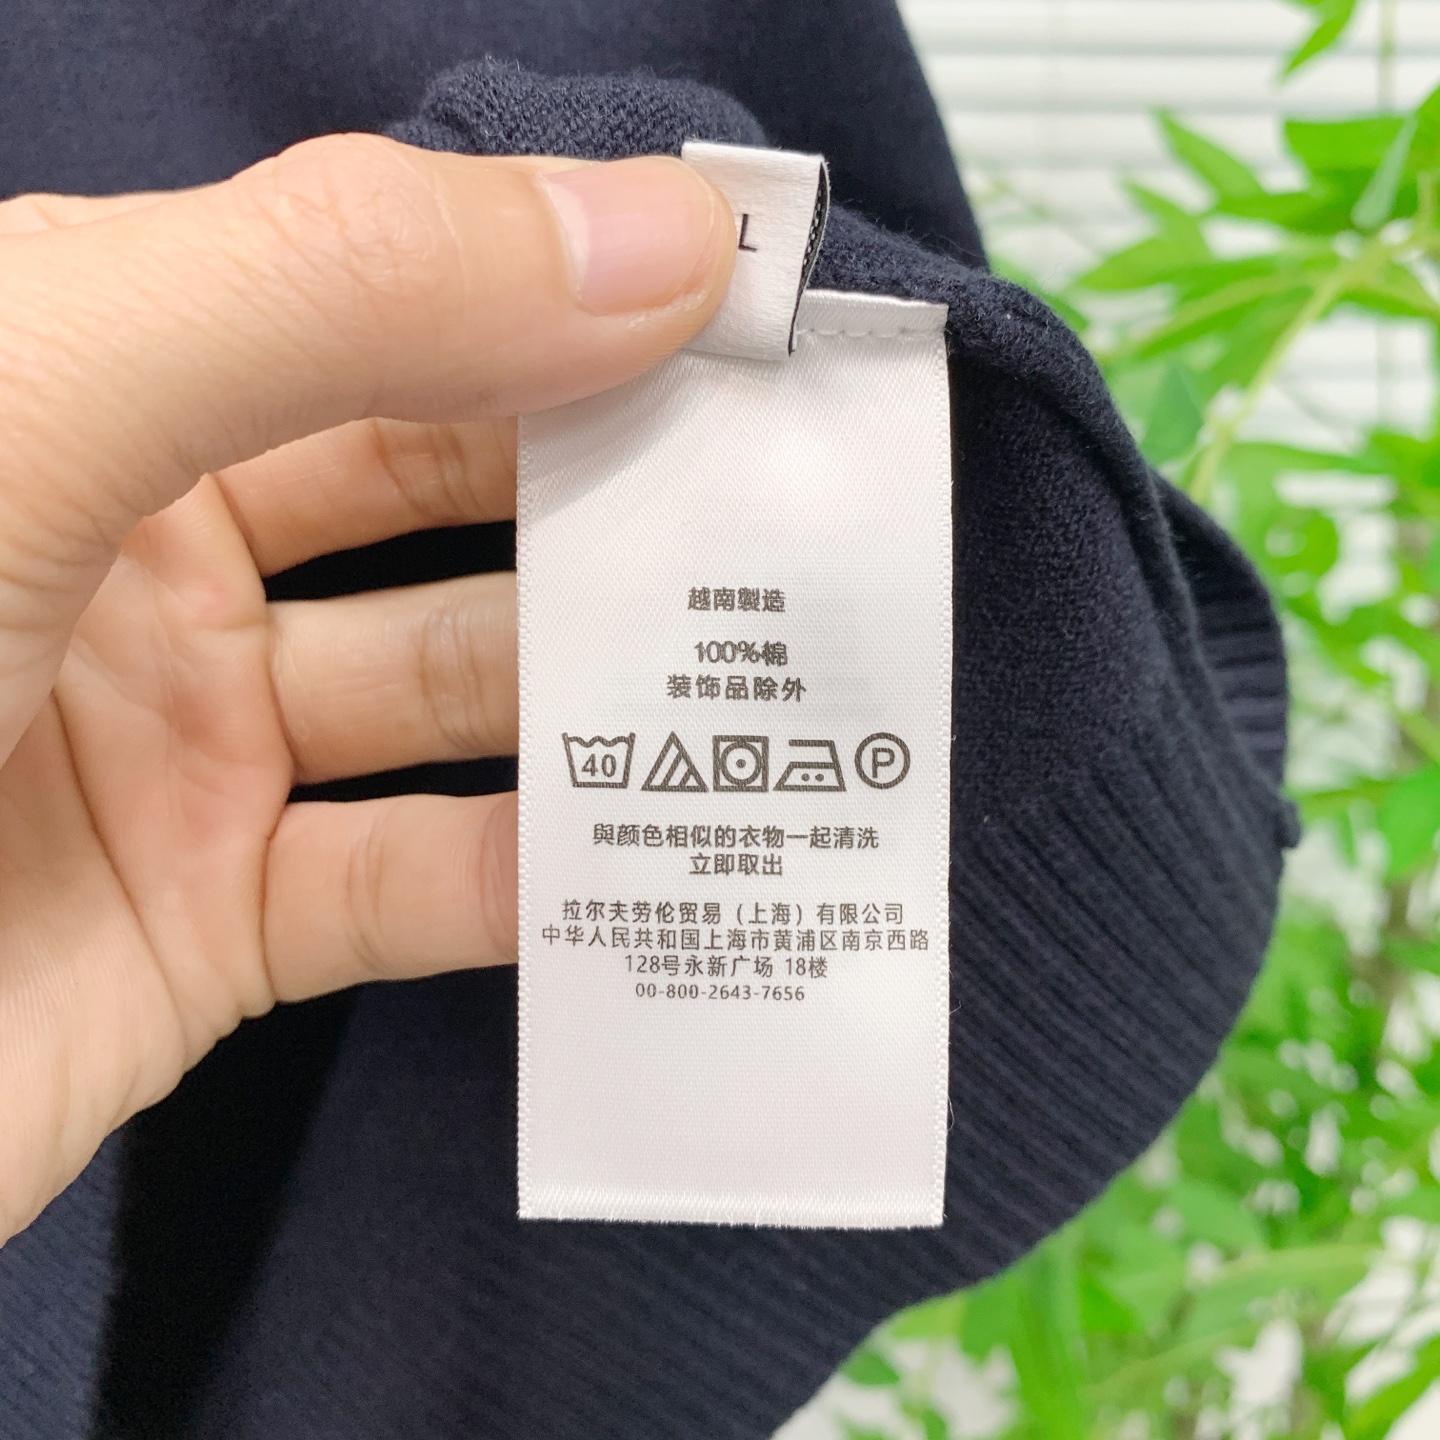 L
越南製造
100%棉
装饰品除外
40 P
與颜色相似的衣物一起清洗
立即取出
拉尔夫劳伦贸易（上海）有限公司
中华人民共和国上海市黄浦区南京西路
128号永新广场 18楼
00-800-2643-7656